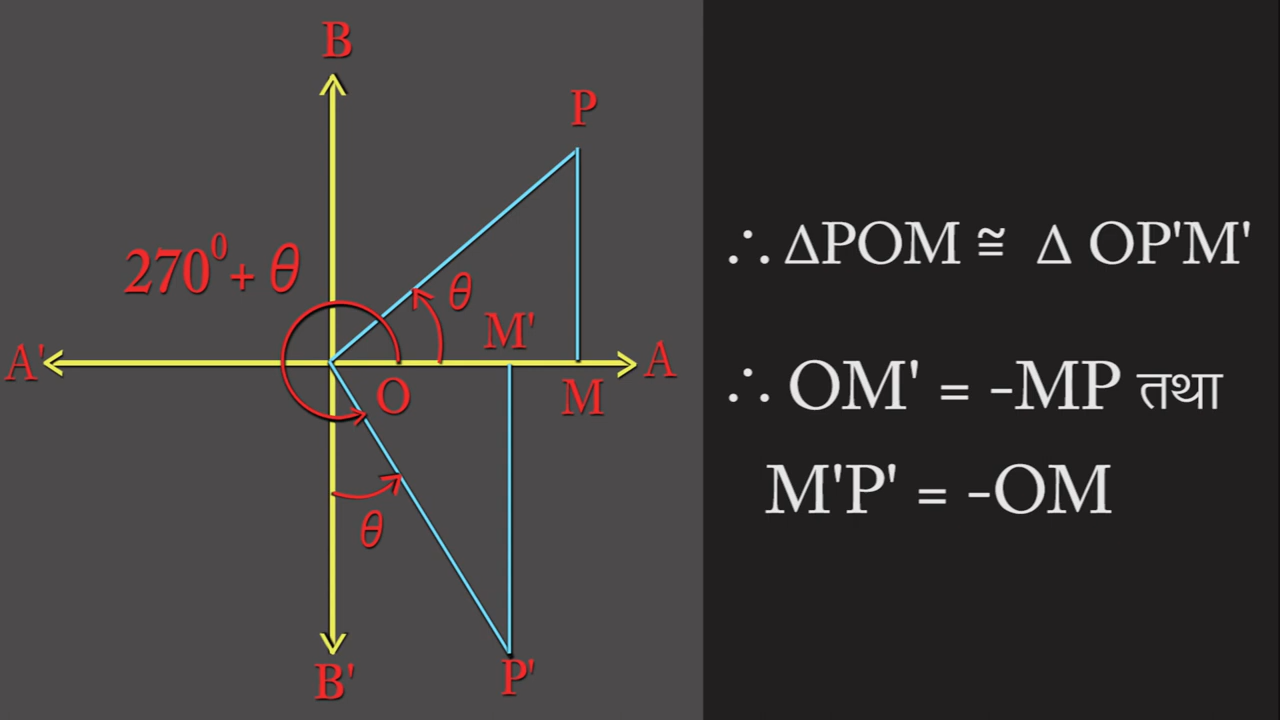 B
P
270⁰+ θ
θ
M'
A'
A
O
M
θ
B'
P'
∴ ΔPOM ≅ Δ OP'M'
∴ OM' = -MP तथा
M'P' = -OM